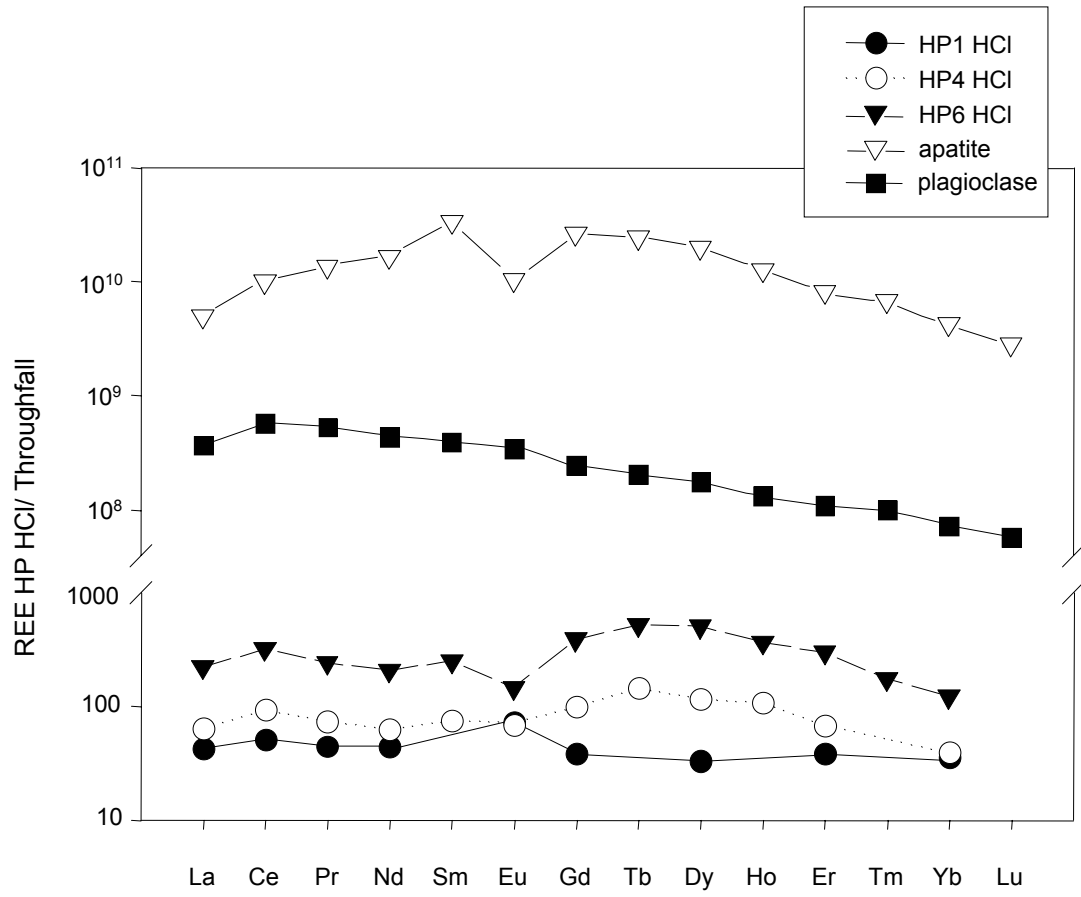 HP1 HCl
HP4 HCl
HP6 HCl
apatite
plagioclase
REE HP HCl/ Throughfall
10¹¹
10¹⁰
10⁹
10⁸
1000
100
10
La Ce Pr Nd Sm Eu Gd Tb Dy Ho Er Tm Yb Lu